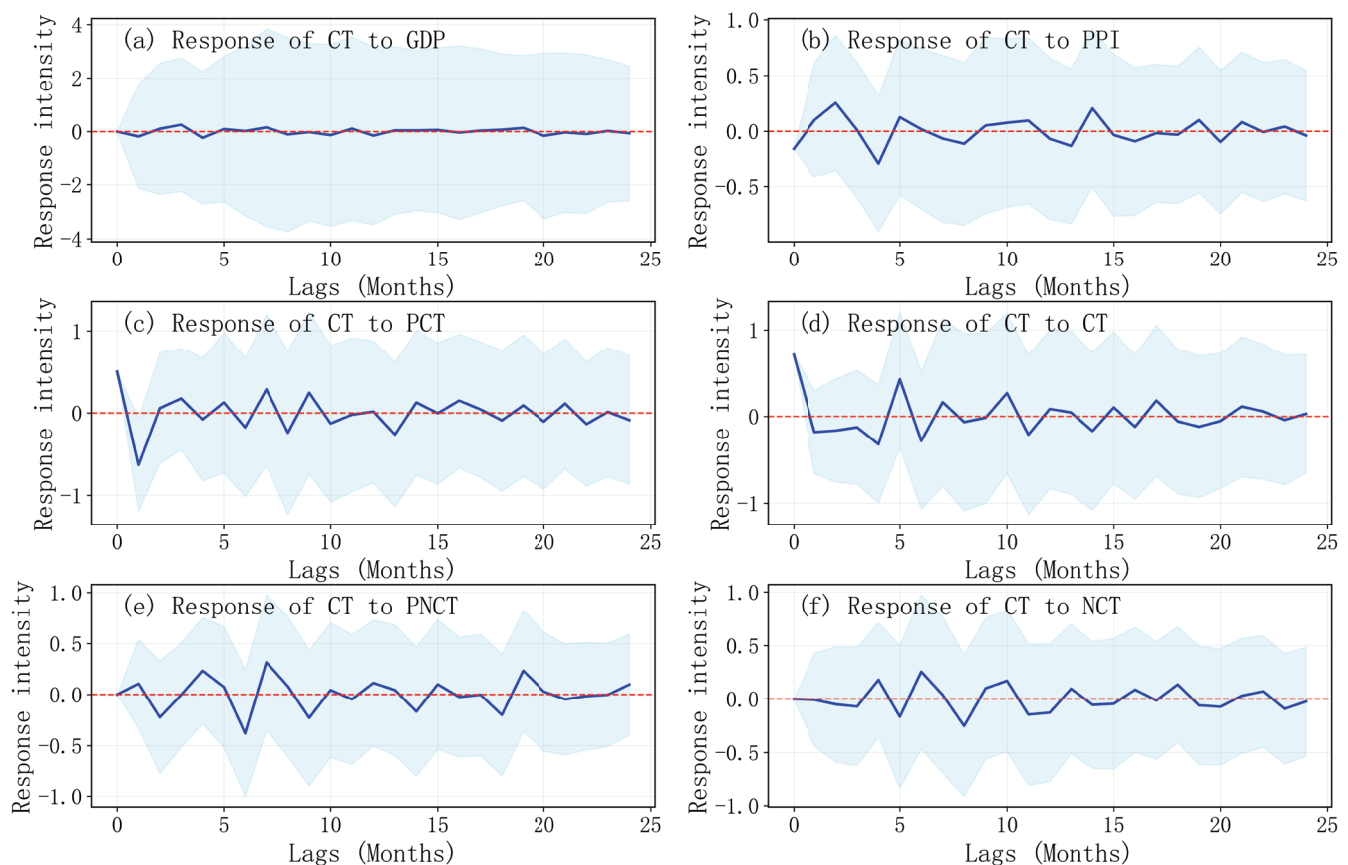 (a) Response of CT to GDP
Response intensity
4
2
0
−2
−4
0 5 10 15 20 25
Lags (Months)
(b) Response of CT to PPI
Response intensity
1.0
0.5
0.0
−0.5
0 5 10 15 20 25
Lags (Months)
(c) Response of CT to PCT
Response intensity
1
0
−1
0 5 10 15 20 25
Lags (Months)
(d) Response of CT to CT
Response intensity
1
0
−1
0 5 10 15 20 25
Lags (Months)
(e) Response of CT to PNCT
Response intensity
1.0
0.5
0.0
−0.5
−1.0
0 5 10 15 20 25
Lags (Months)
(f) Response of CT to NCT
Response intensity
1.0
0.5
0.0
−0.5
−1.0
0 5 10 15 20 25
Lags (Months)